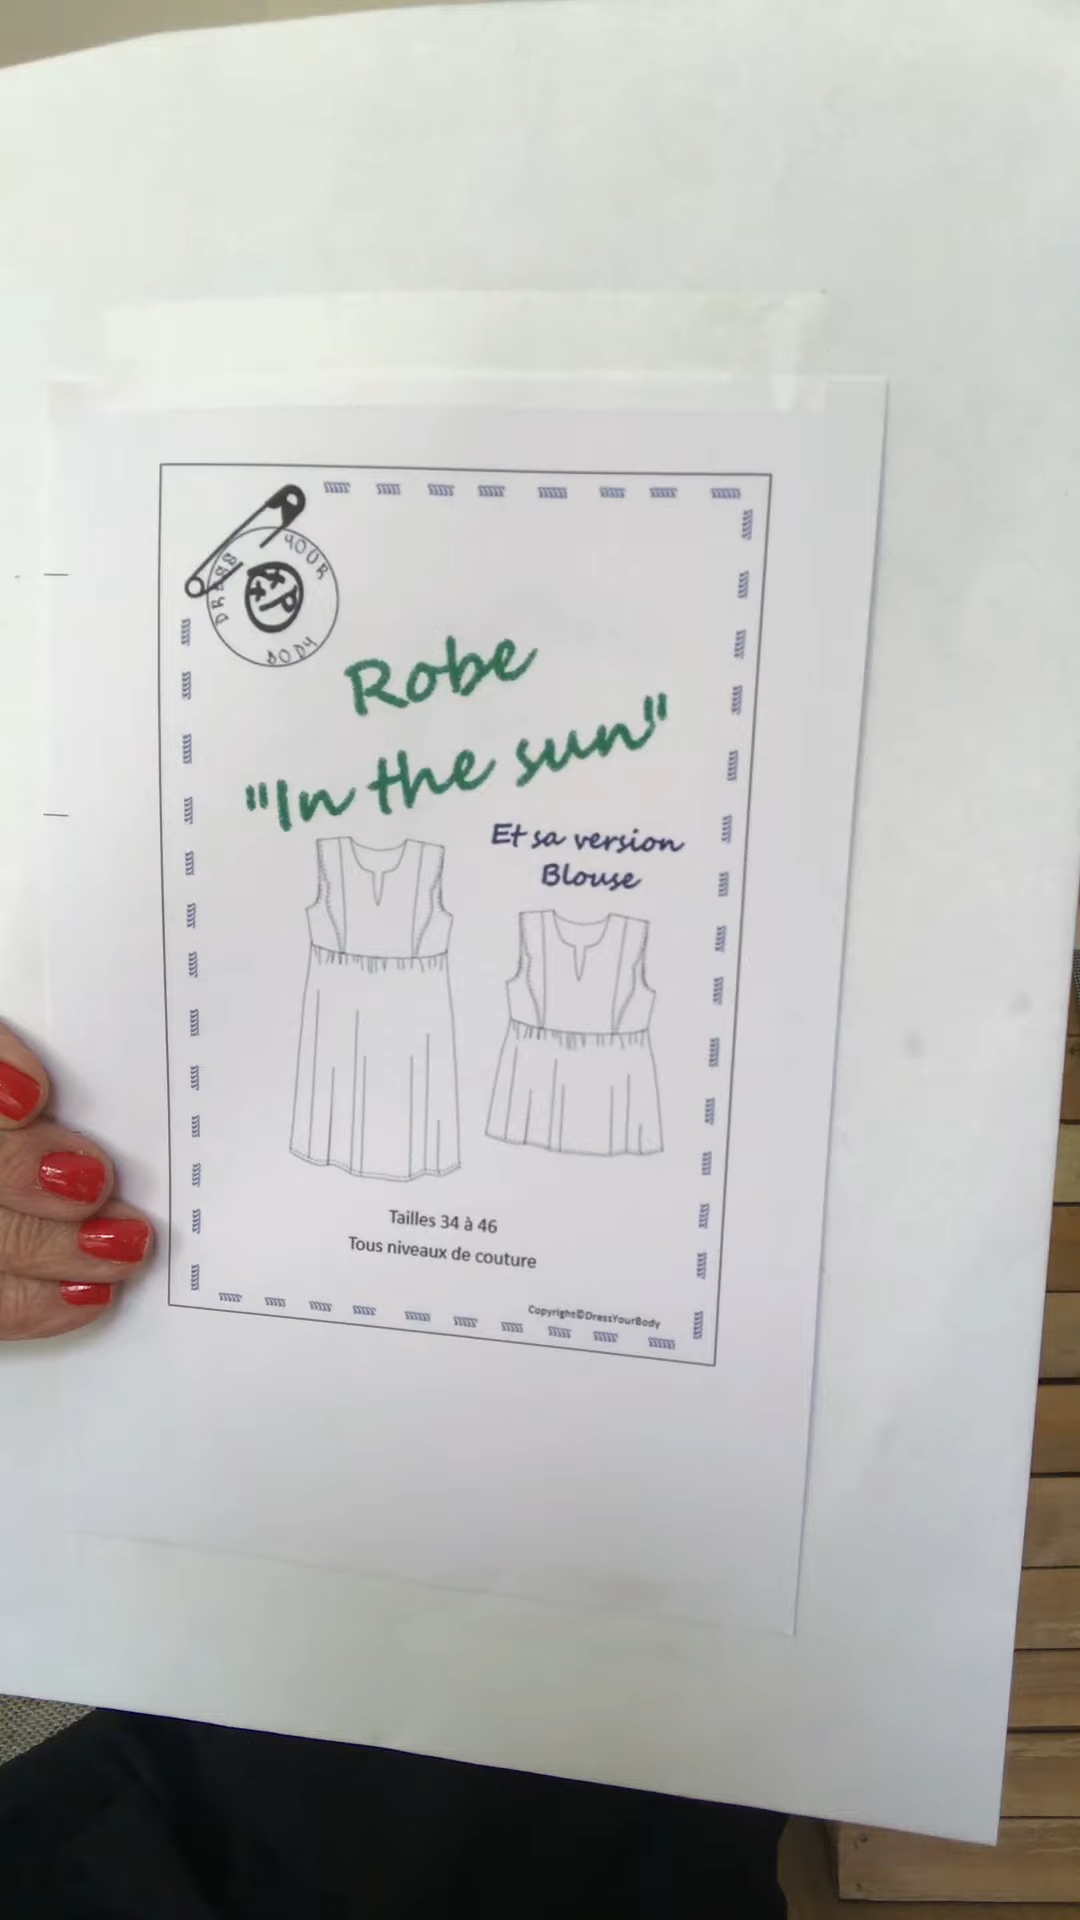 DRESS YOUR BODY
Robe
"In the sun"
Et sa version
Blouse
Tailles 34 à 46
Tous niveaux de couture
Copyright©DressYourBody